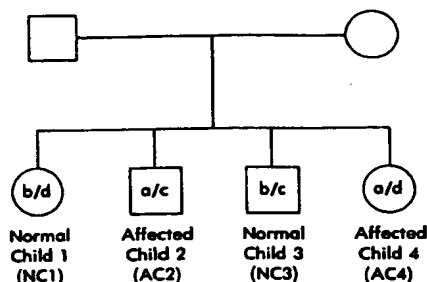 b/d a/c b/c a/d
Normal Affected Normal Affected
Child 1 Child 2 Child 3 Child 4
(NC1) (AC2) (NC3) (AC4)